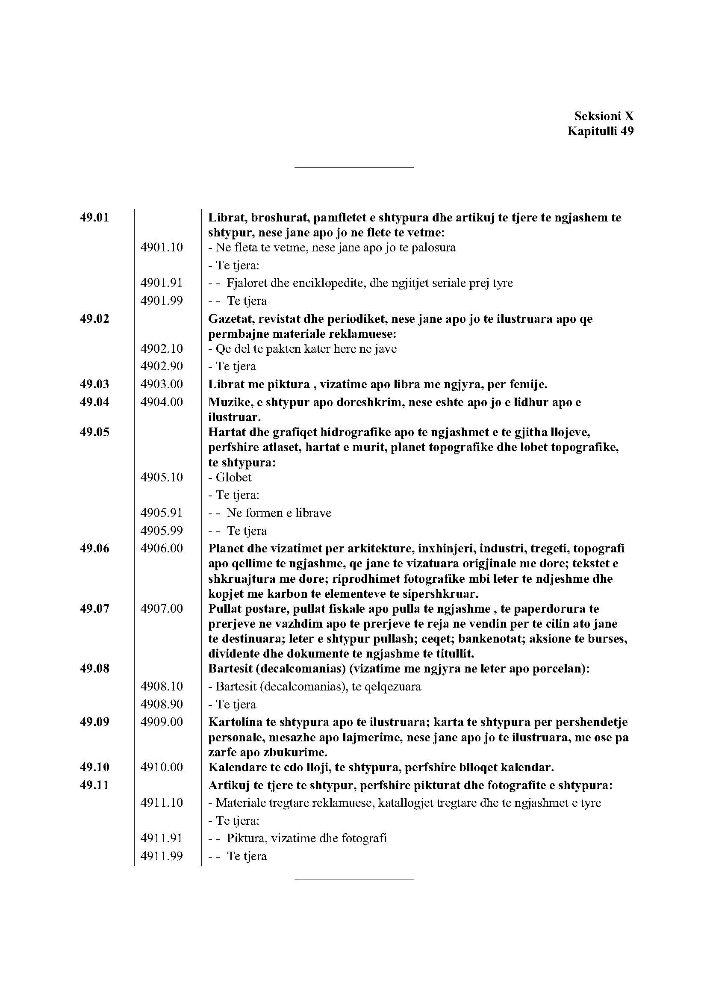 Seksioni X
Kapitulli 49
49.01 Librat, broshurat, pamfletet e shtypura dhe artikuj te tjere te ngjashem te
shtypur, nese jane apo jo ne flete te vetme:
4901.10 - Ne fleta te vetme, nese jane apo jo te palosura
- Te tjera:
4901.91 - - Fjaloret dhe enciklopedite, dhe ngjitjet seriale prej tyre
4901.99 - - Te tjera
49.02 Gazetat, revistat dhe periodiket, nese jane apo jo te ilustruara apo qe
permbajne materiale reklamuese:
4902.10 - Qe del te pakten kater here ne jave
4902.90 - Te tjera
49.03 4903.00 Librat me piktura , vizatime apo libra me ngjyra, per femije.
49.04 4904.00 Muzike, e shtypur apo doreshkrim, nese eshte apo jo e lidhur apo e
ilustruar.
49.05 Hartat dhe grafiqet hidrografike apo te ngjashmet e te gjitha llojeve,
perfshire atlaset, hartat e murit, planet topografike dhe lobet topografike,
te shtypura:
4905.10 - Globet
- Te tjera:
4905.91 - - Ne formen e librave
4905.99 - - Te tjera
49.06 4906.00 Planet dhe vizatimet per arkitekture, inxhinjeri, industri, tregeti, topografi
apo qellime te ngjashme, qe jane te vizatuara origjinale me dore; tekstet e
shkruajtura me dore; riprodhimet fotografike mbi leter te ndjeshme dhe
kopjet me karbon te elementeve te sipershkruar.
49.07 4907.00 Pullat postare, pullat fiskale apo pulla te ngjashme , te paperdorura te
prerjeve ne vazhdim apo te prerjeve te reja ne vendin per te cilin ato jane
te destinuara; leter e shtypur pullash; ceqet; bankenotat; aksione te burses,
dividente dhe dokumente te ngjashme te titullit.
49.08 Bartesit (decalcomanias) (vizatime me ngjyra ne leter apo porcelan):
4908.10 - Bartesit (decalcomanias), te qelqezuara
4908.90 - Te tjera
49.09 4909.00 Kartolina te shtypura apo te ilustruara; karta te shtypura per pershendetje
personale, mesazhe apo lajmerime, nese jane apo jo te ilustruara, me ose pa
zarfe apo zbukurime.
49.10 4910.00 Kalendare te cdo lloji, te shtypura, perfshire blloqet kalendar.
49.11 Artikuj te tjere te shtypur, perfshire pikturat dhe fotografite e shtypura:
4911.10 - Materiale tregtare reklamuese, katallogjet tregtare dhe te ngjashmet e tyre
- Te tjera:
4911.91 - - Piktura, vizatime dhe fotografi
4911.99 - - Te tjera